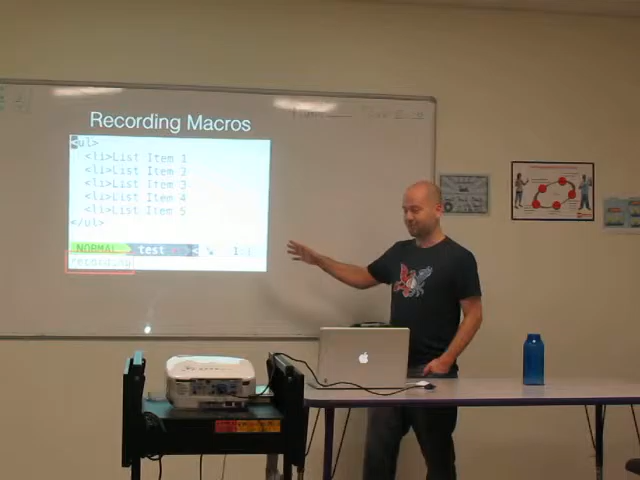 Recording Macros
<ul>
<li>List Item 1
<li>List Item 2
<li>List Item 3
<li>List Item 4
<li>List Item 5
</ul>
NORMAL test
recording